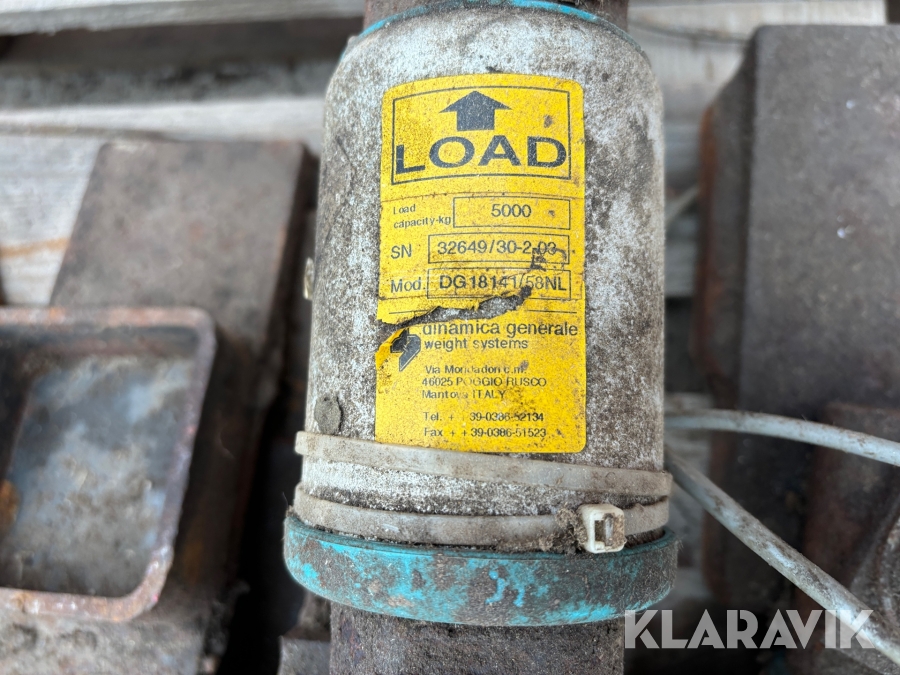 LOAD
Load
capacity-kg 5000
SN 32649/30-2-03
Mod. DG18141/58NL
dinamica generale
weight systems
Via Mondadori c.m.
46025 POGGIO RUSCO
Mantova ITALY
Tel. + + 39-0386-52134
Fax + + 39-0386-51523
KLARAVIK